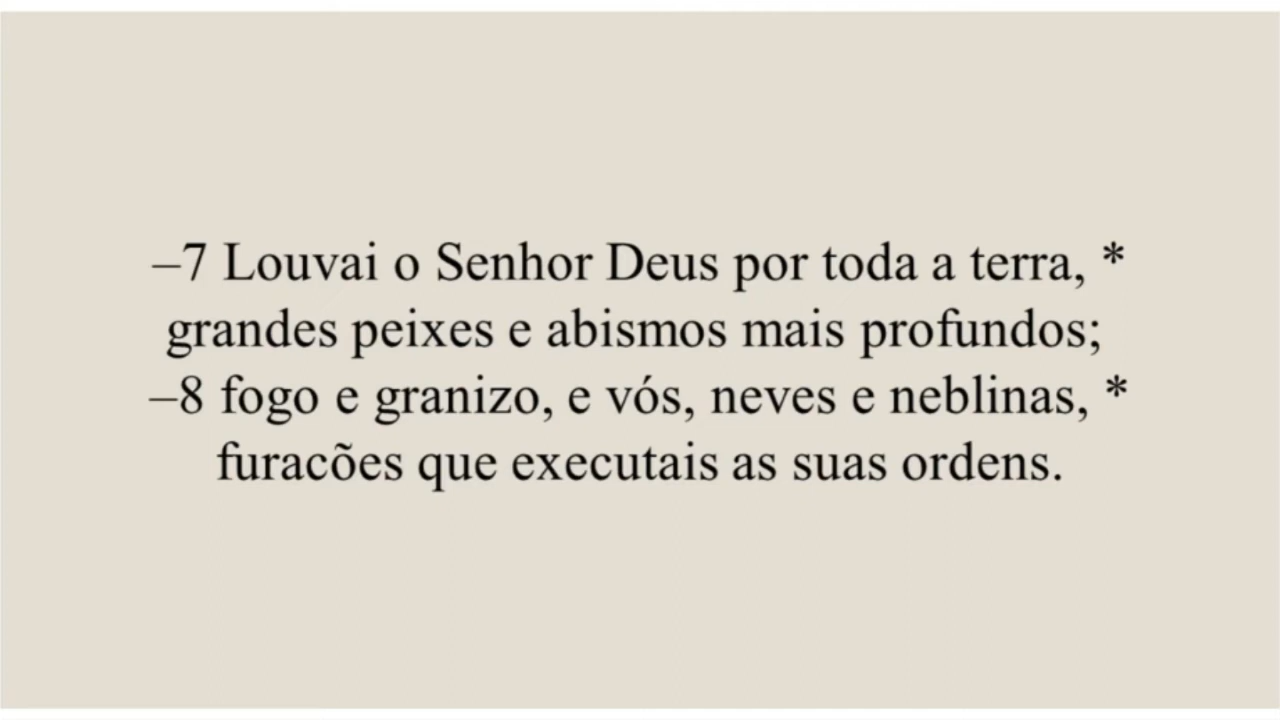 –7 Louvai o Senhor Deus por toda a terra, *
grandes peixes e abismos mais profundos;
–8 fogo e granizo, e vós, neves e neblinas, *
furacões que executais as suas ordens.